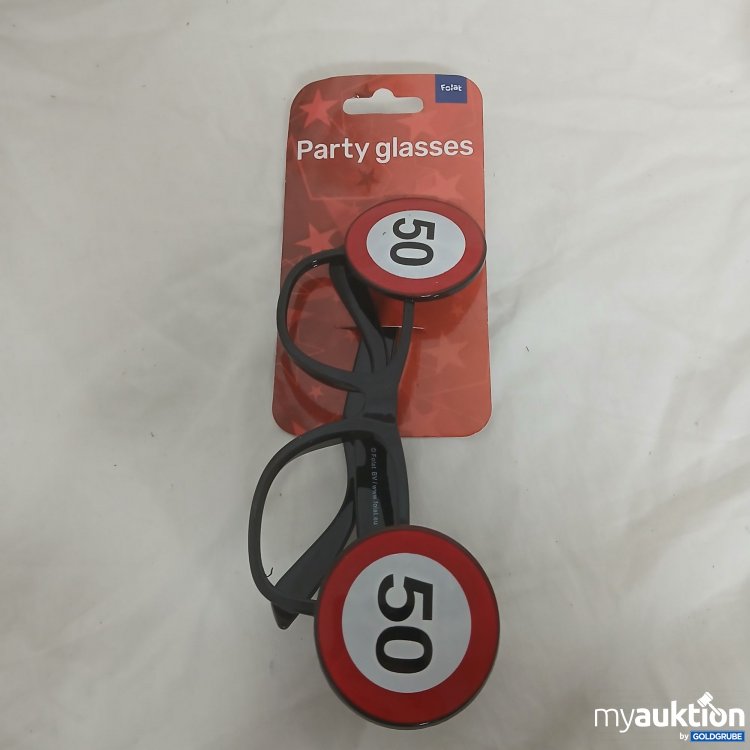 Folat
Party glasses
50
© Folat BV / www.folat.eu
50
myauktion
by GOLDGRUBE